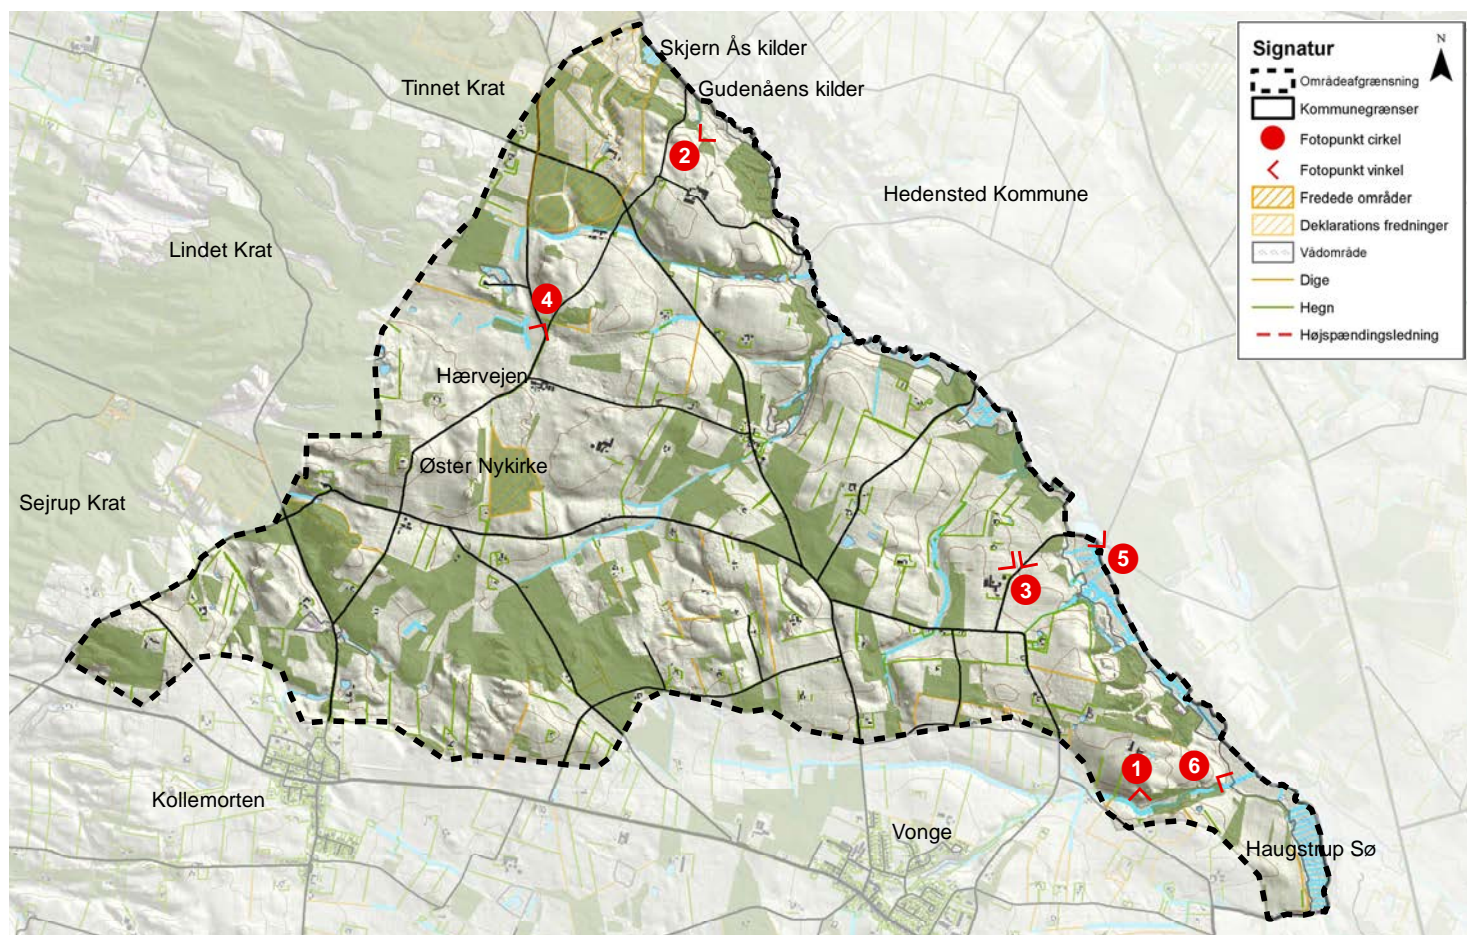 Skjern Ås kilder
Tinnet Krat
Gudenåens kilder
2
Hedensted Kommune
Lindet Krat
4
Hærvejen
Øster Nykirke
Sejrup Krat
5
3
1
6
Kollemorten
Vonge
Haugstrup Sø
Signatur
N
Områdeafgrænsning
Kommunegrænser
Fotopunkt cirkel
Fotopunkt vinkel
Fredede områder
Deklarations fredninger
Vådområde
Dige
Hegn
Højspændingsledning